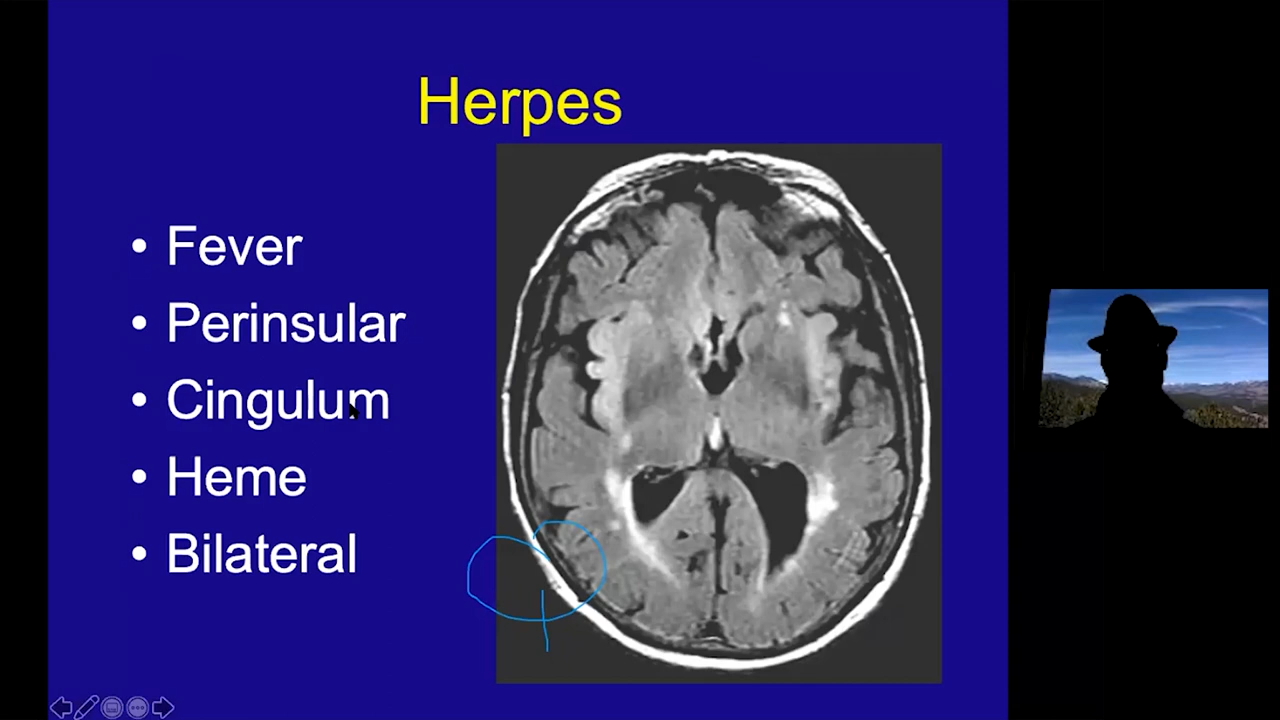 Herpes
• Fever
• Perinsular
• Cingulum
• Heme
• Bilateral